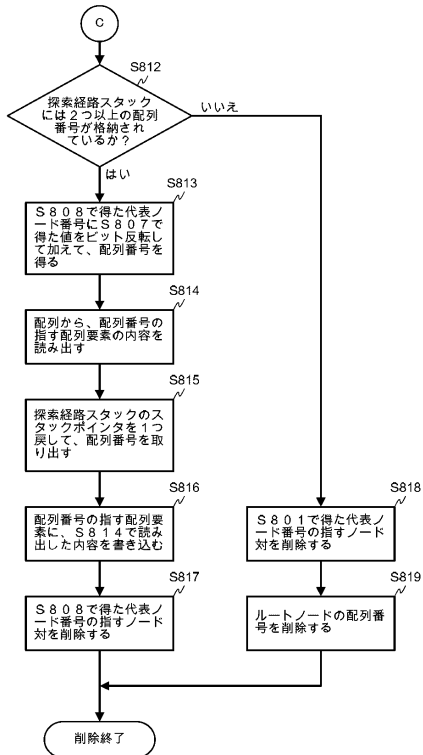 C
S812
探索経路スタック
には２つ以上の配列
番号が格納され
ているか？
いいえ
はい
S813
Ｓ８０８で得た代表ノ
ード番号にＳ８０７で
得た値をビット反転し
て加えて、配列番号を
得る
S814
配列から、配列番号の
指す配列要素の内容を
読み出す
S815
探索経路スタックのス
タックポインタを１つ
戻して、配列番号を取
り出す
S816
配列番号の指す配列要
素に、Ｓ８１４で読み
出した内容を書き込む
S817
Ｓ８０８で得た代表ノ
ード番号の指すノード
対を削除する
S818
Ｓ８０１で得た代表ノ
ード番号の指すノード
対を削除する
S819
ルートノードの配列番
号を削除する
削除終了